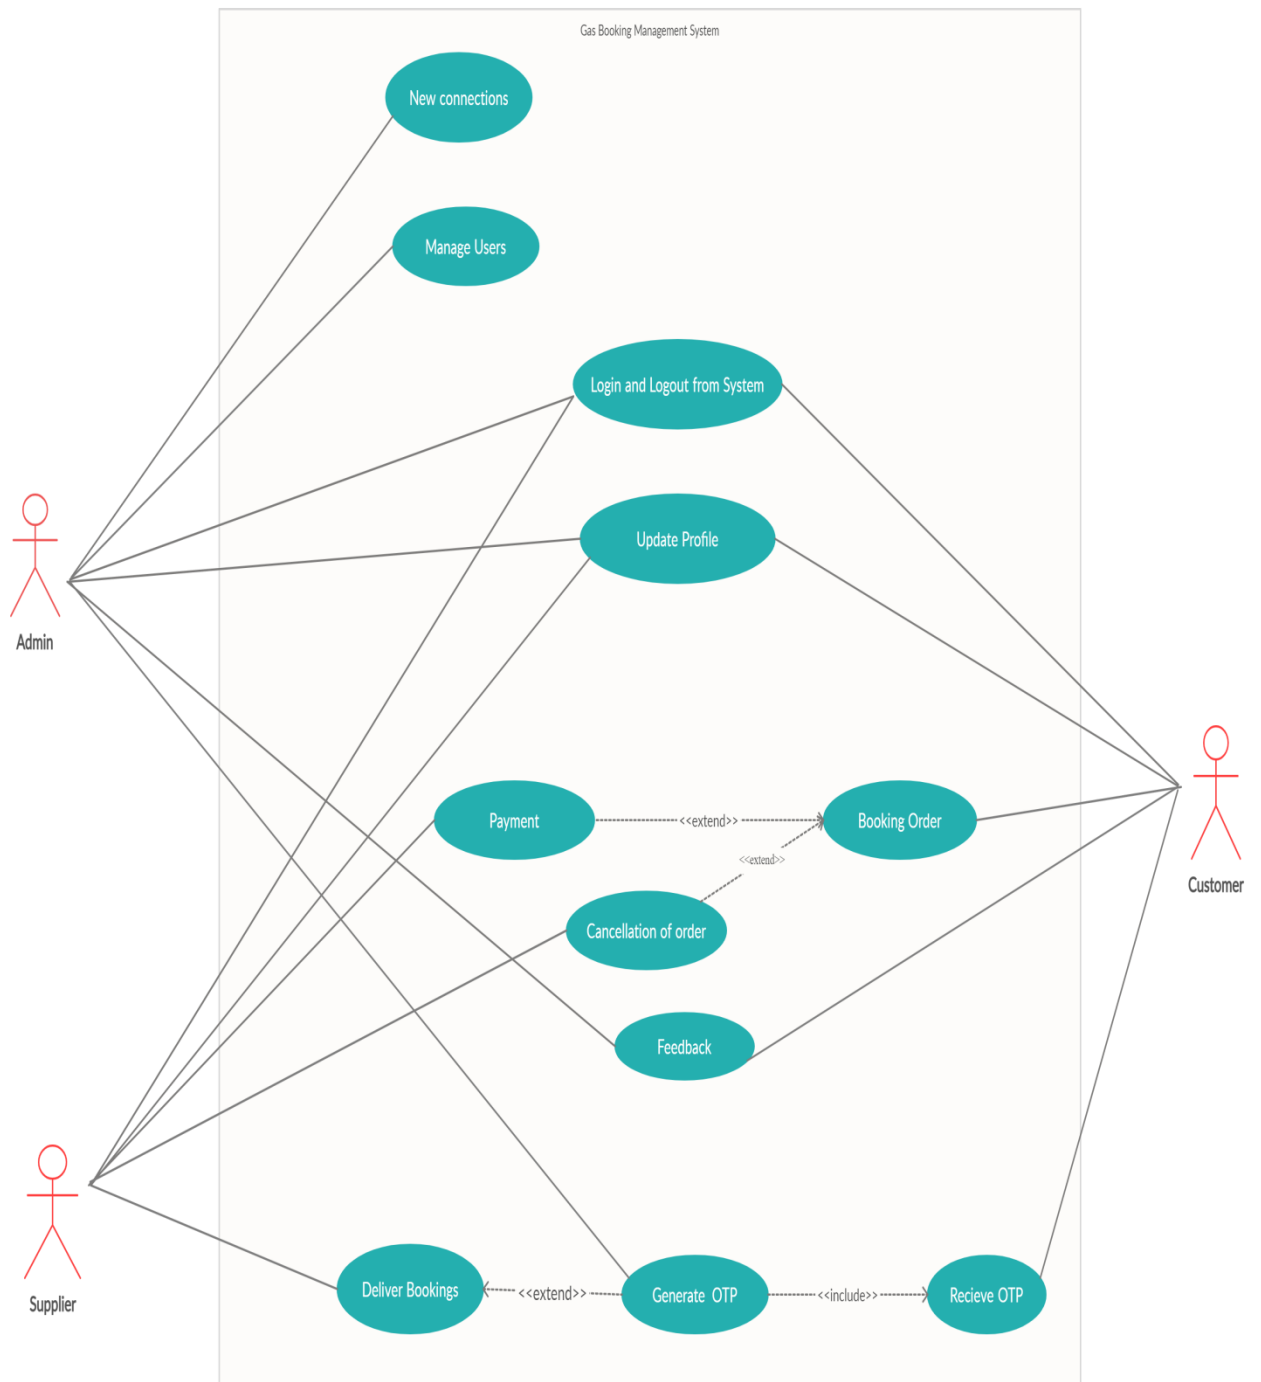 Gas Booking Management System
New connections
Manage Users
Login and Logout from System
Update Profile
Admin
Payment
<<extend>>
Booking Order
<<extend>>
Customer
Cancellation of order
Feedback
Supplier
Deliver Bookings
<<extend>>
Generate OTP
<<include>>
Recieve OTP